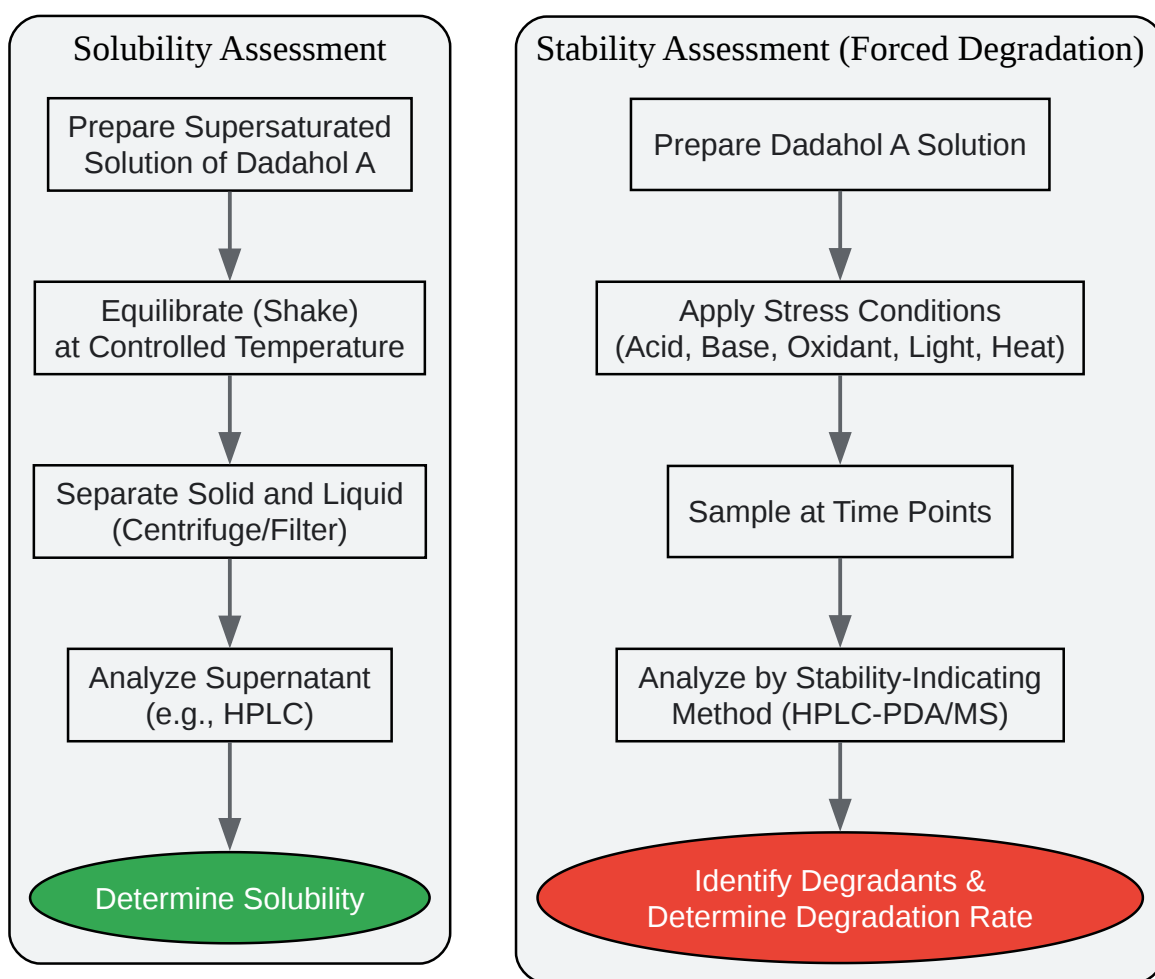 Solubility Assessment
Prepare Supersaturated
Solution of Dadahol A
Equilibrate (Shake)
at Controlled Temperature
Separate Solid and Liquid
(Centrifuge/Filter)
Analyze Supernatant
(e.g., HPLC)
Determine Solubility
Stability Assessment (Forced Degradation)
Prepare Dadahol A Solution
Apply Stress Conditions
(Acid, Base, Oxidant, Light, Heat)
Sample at Time Points
Analyze by Stability-Indicating
Method (HPLC-PDA/MS)
Identify Degradants &
Determine Degradation Rate